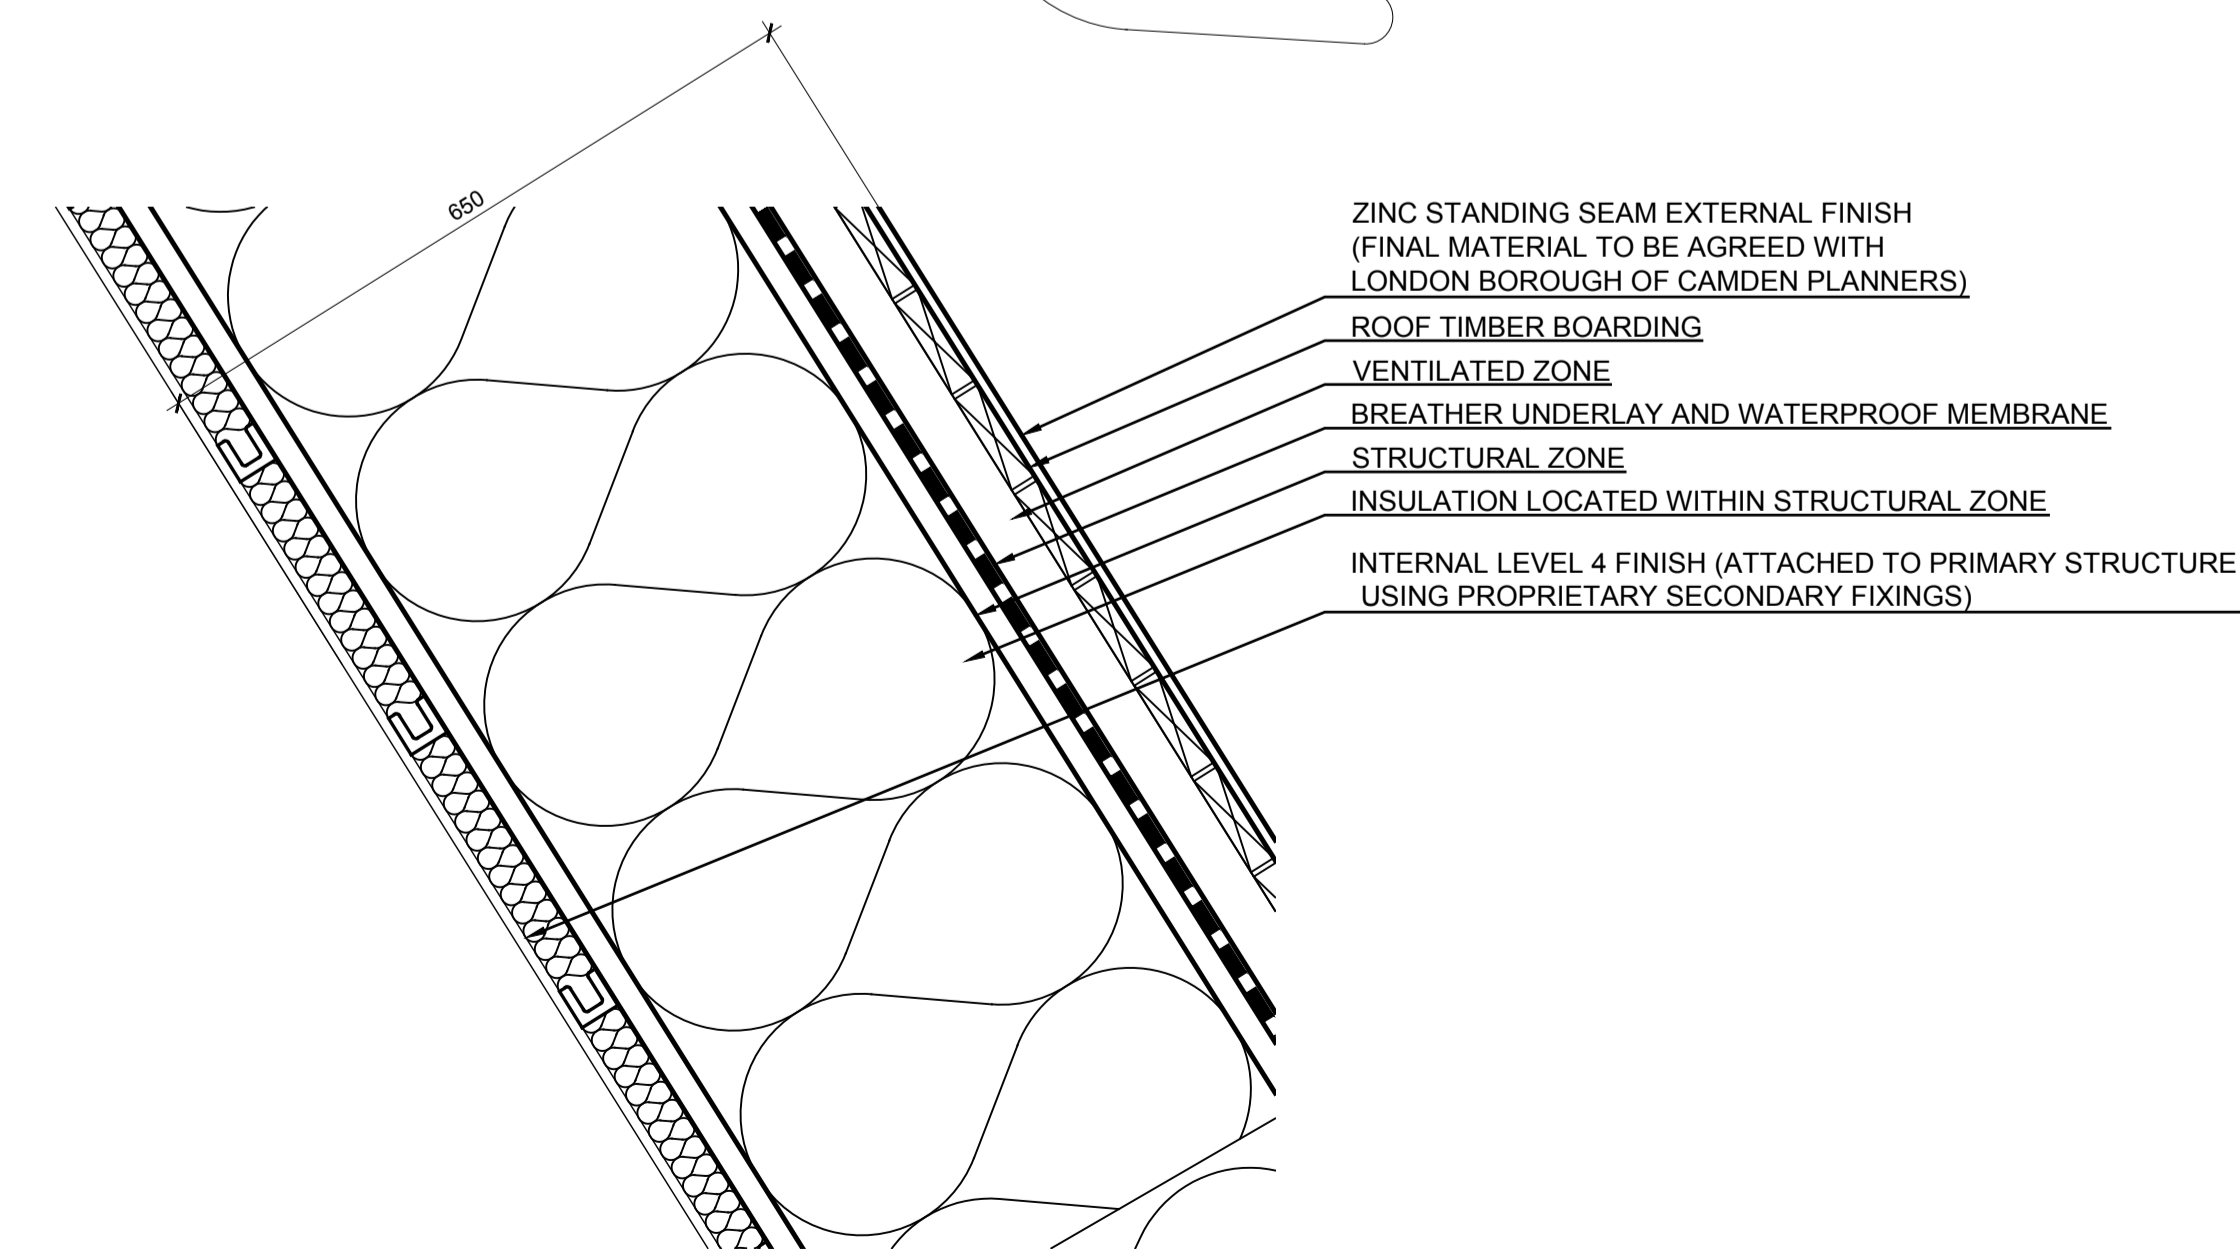 650
ZINC STANDING SEAM EXTERNAL FINISH
(FINAL MATERIAL TO BE AGREED WITH
LONDON BOROUGH OF CAMDEN PLANNERS)
ROOF TIMBER BOARDING
VENTILATED ZONE
BREATHER UNDERLAY AND WATERPROOF MEMBRANE
STRUCTURAL ZONE
INSULATION LOCATED WITHIN STRUCTURAL ZONE
INTERNAL LEVEL 4 FINISH (ATTACHED TO PRIMARY STRUCTURE
USING PROPRIETARY SECONDARY FIXINGS)